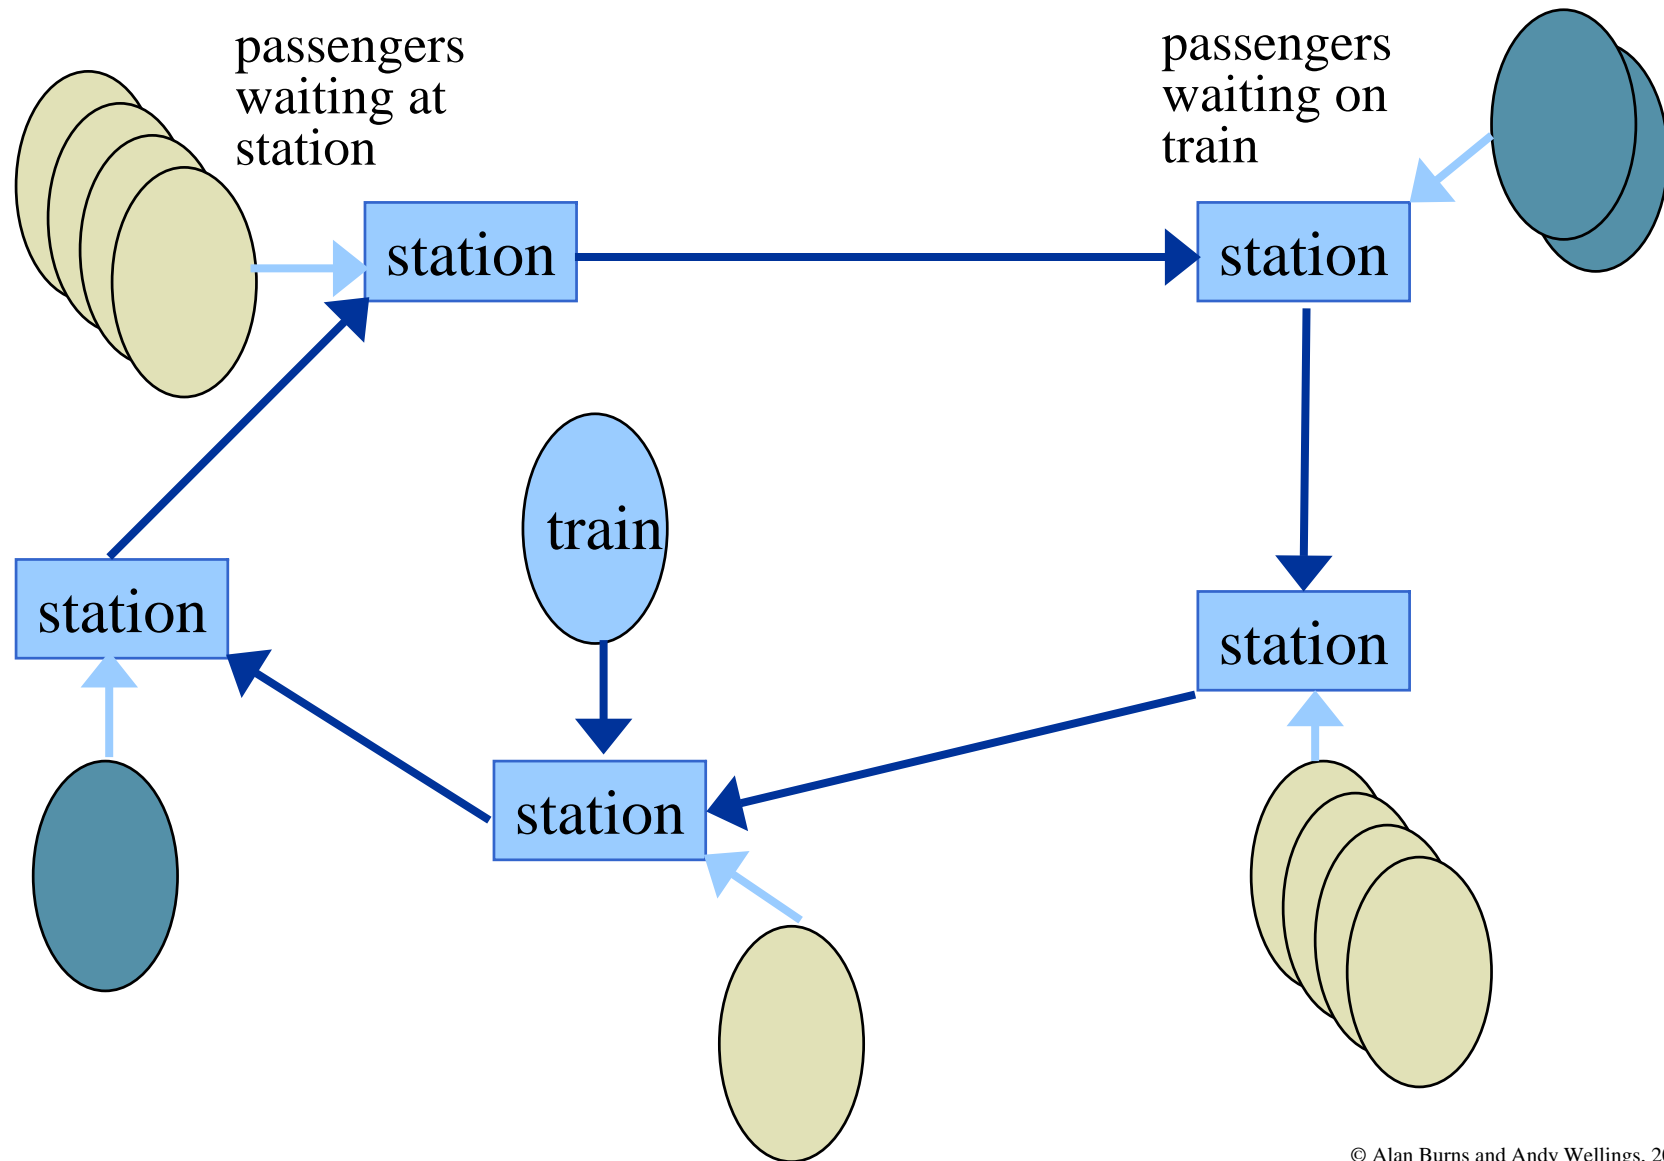 passengers
waiting at
station
passengers
waiting on
train
station
station
train
station
station
station
© Alan Burns and Andy Wellings, 20